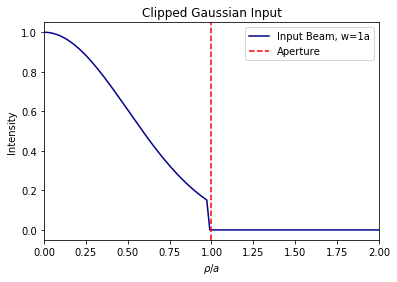 Clipped Gaussian Input
Input Beam, w=1a
Aperture
Intensity
1.0
0.8
0.6
0.4
0.2
0.0
0.00 0.25 0.50 0.75 1.00 1.25 1.50 1.75 2.00
ρ/a